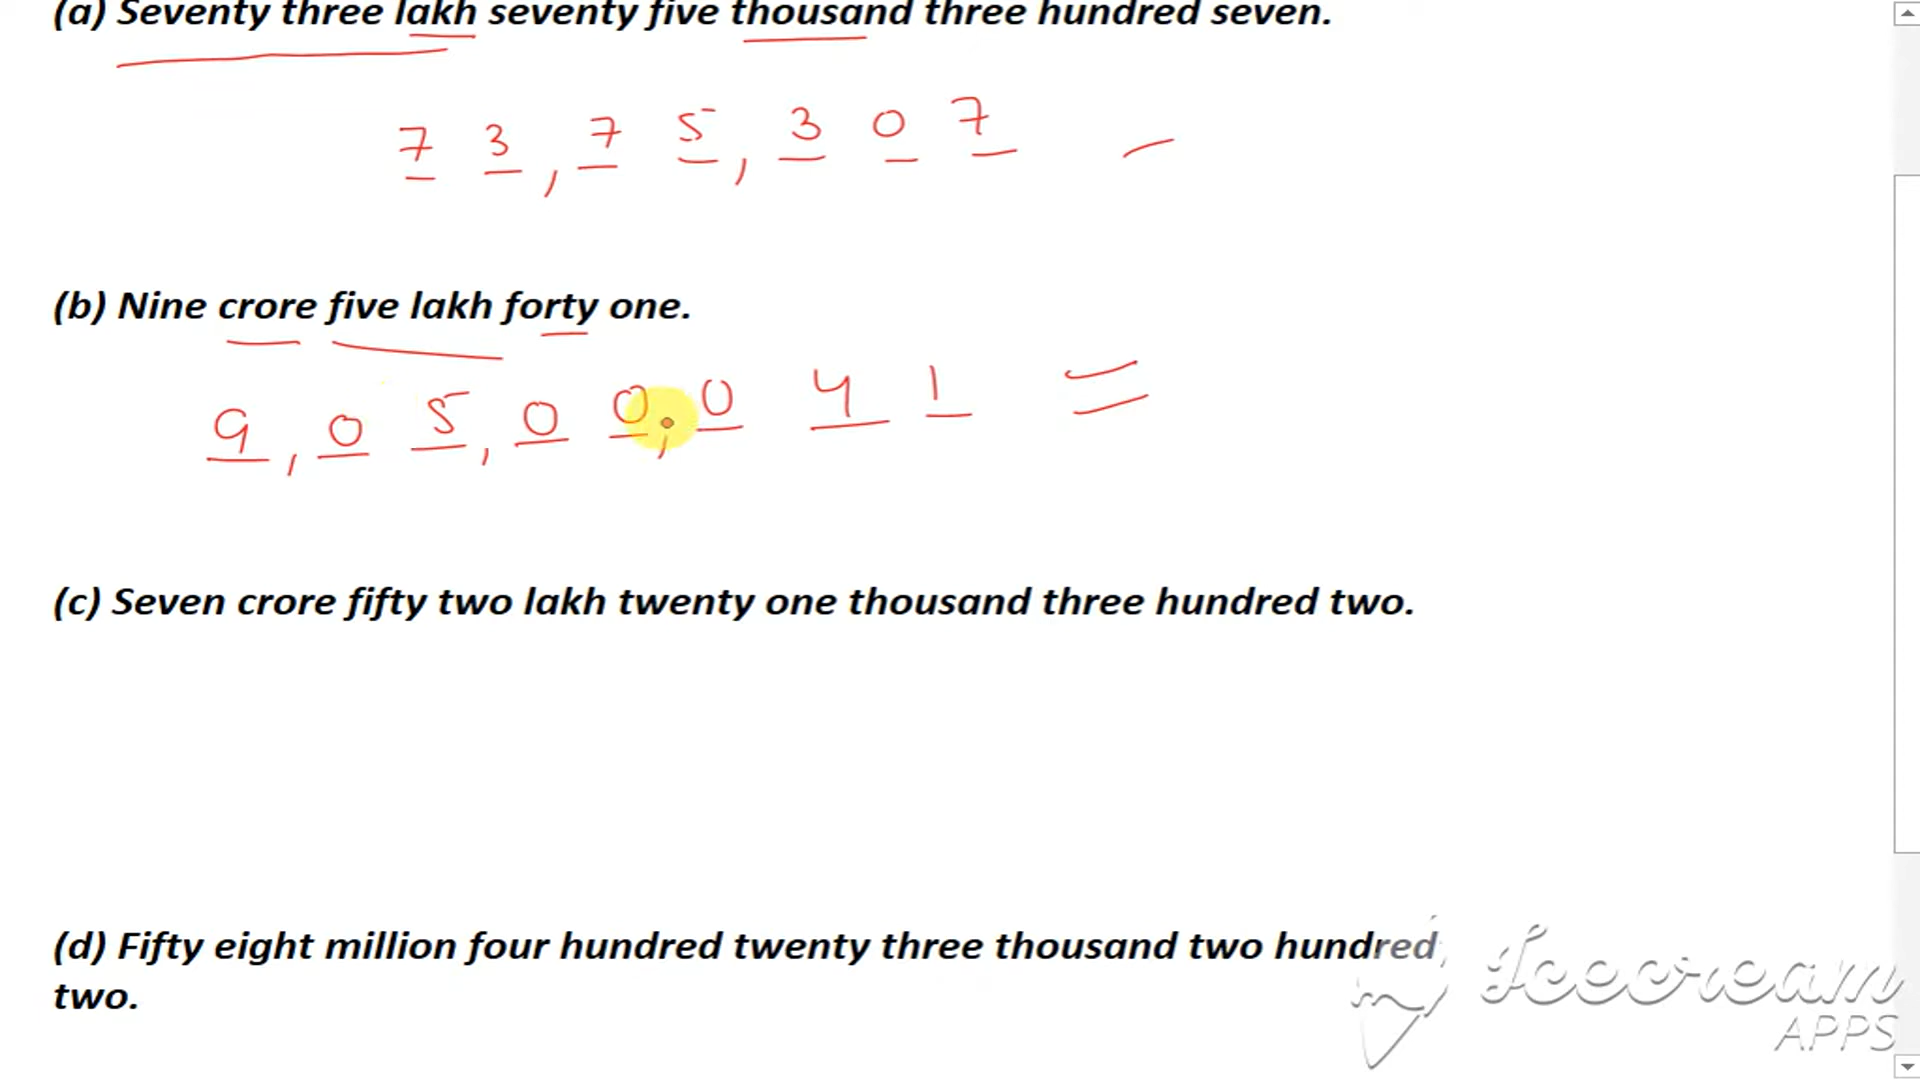 (a) Seventy three lakh seventy five thousand three hundred seven.
7 3, 7 5, 3 0 7
(b) Nine crore five lakh forty one.
9, 0 5, 0 0, 0 4 1 =
(c) Seven crore fifty two lakh twenty one thousand three hundred two.
(d) Fifty eight million four hundred twenty three thousand two hundred
two.
Icecream
APPS